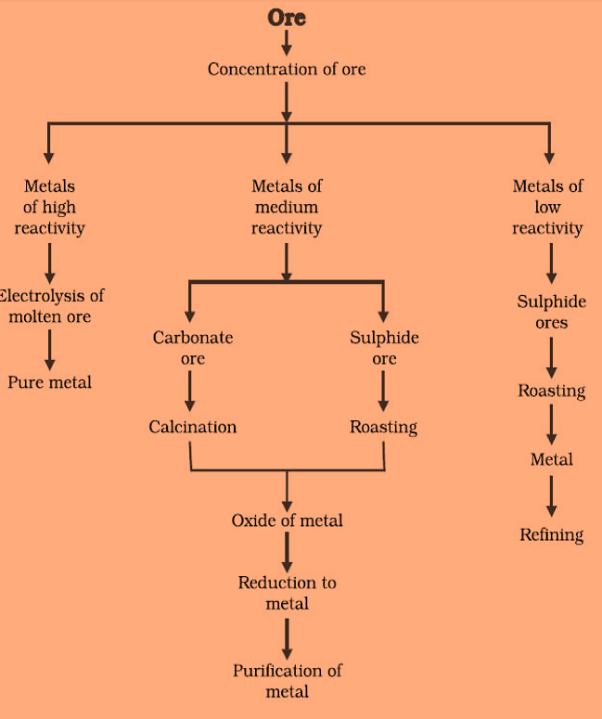 Ore
Concentration of ore
Metals
of high
reactivity
Electrolysis of
molten ore
Pure metal
Metals of
medium
reactivity
Carbonate
ore
Calcination
Sulphide
ore
Roasting
Oxide of metal
Reduction to
metal
Purification of
metal
Metals of
low
reactivity
Sulphide
ores
Roasting
Metal
Refining